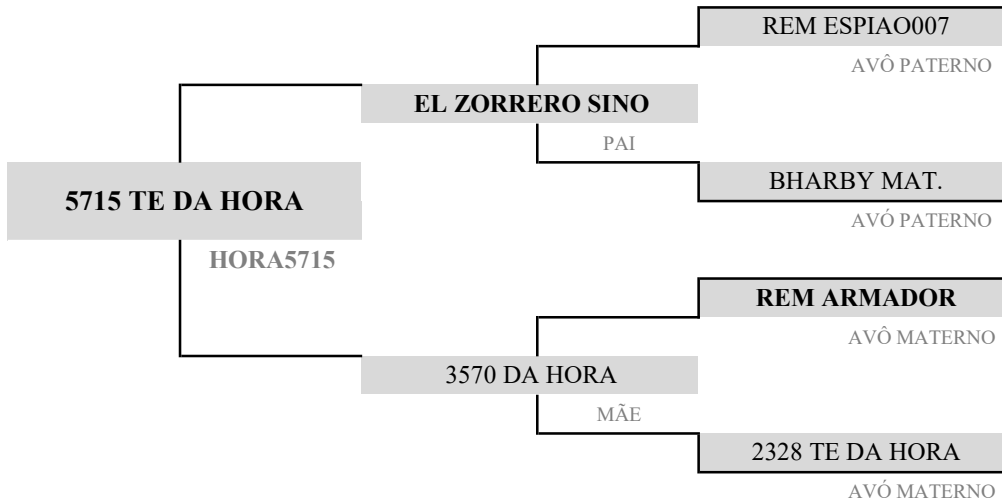 REM ESPIAO007
AVÔ PATERNO
EL ZORRERO SINO
PAI
BHARBY MAT.
AVÓ PATERNO
5715 TE DA HORA
HORA5715
REM ARMADOR
AVÔ MATERNO
3570 DA HORA
MÃE
2328 TE DA HORA
AVÓ MATERNO